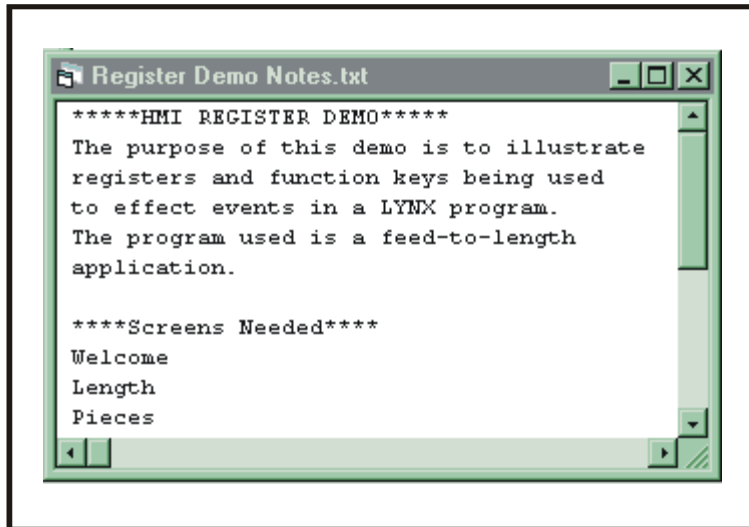 Register Demo Notes.txt
*****HMI REGISTER DEMO*****
The purpose of this demo is to illustrate
registers and function keys being used
to effect events in a LYNX program.
The program used is a feed-to-length
application.
****Screens Needed****
Welcome
Length
Pieces